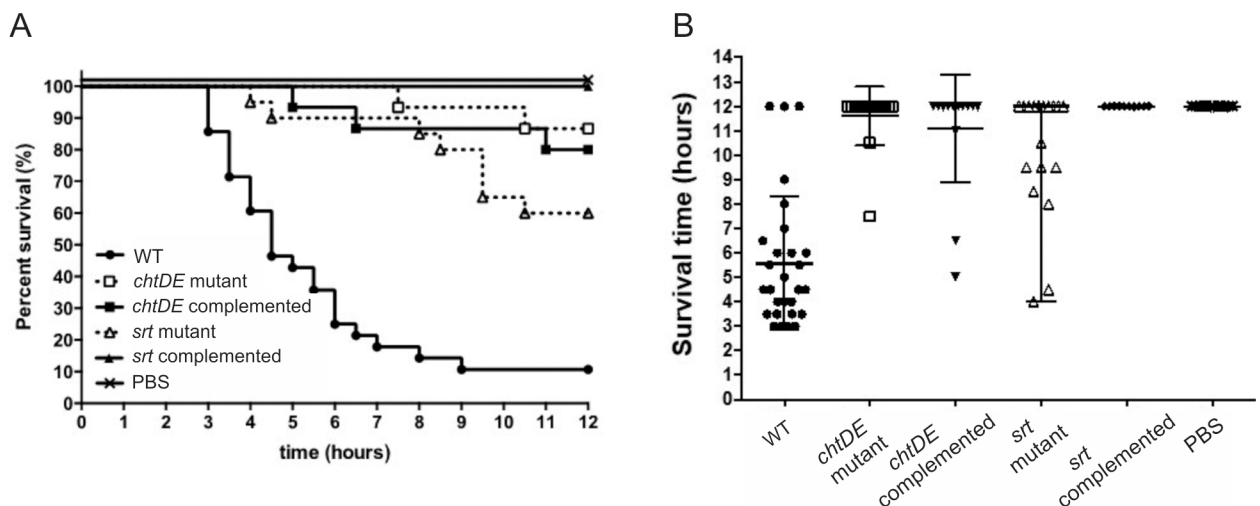 A
Percent survival (%)
100
90
80
70
60
50
40
30
20
10
0
WT
chtDE mutant
chtDE complemented
srt mutant
srt complemented
PBS
0 1 2 3 4 5 6 7 8 9 10 11 12
time (hours)
B
Survival time (hours)
14
13
12
11
10
9
8
7
6
5
4
3
2
1
0
WT
chtDE
mutant
chtDE
complemented
srt
mutant
srt
complemented
PBS